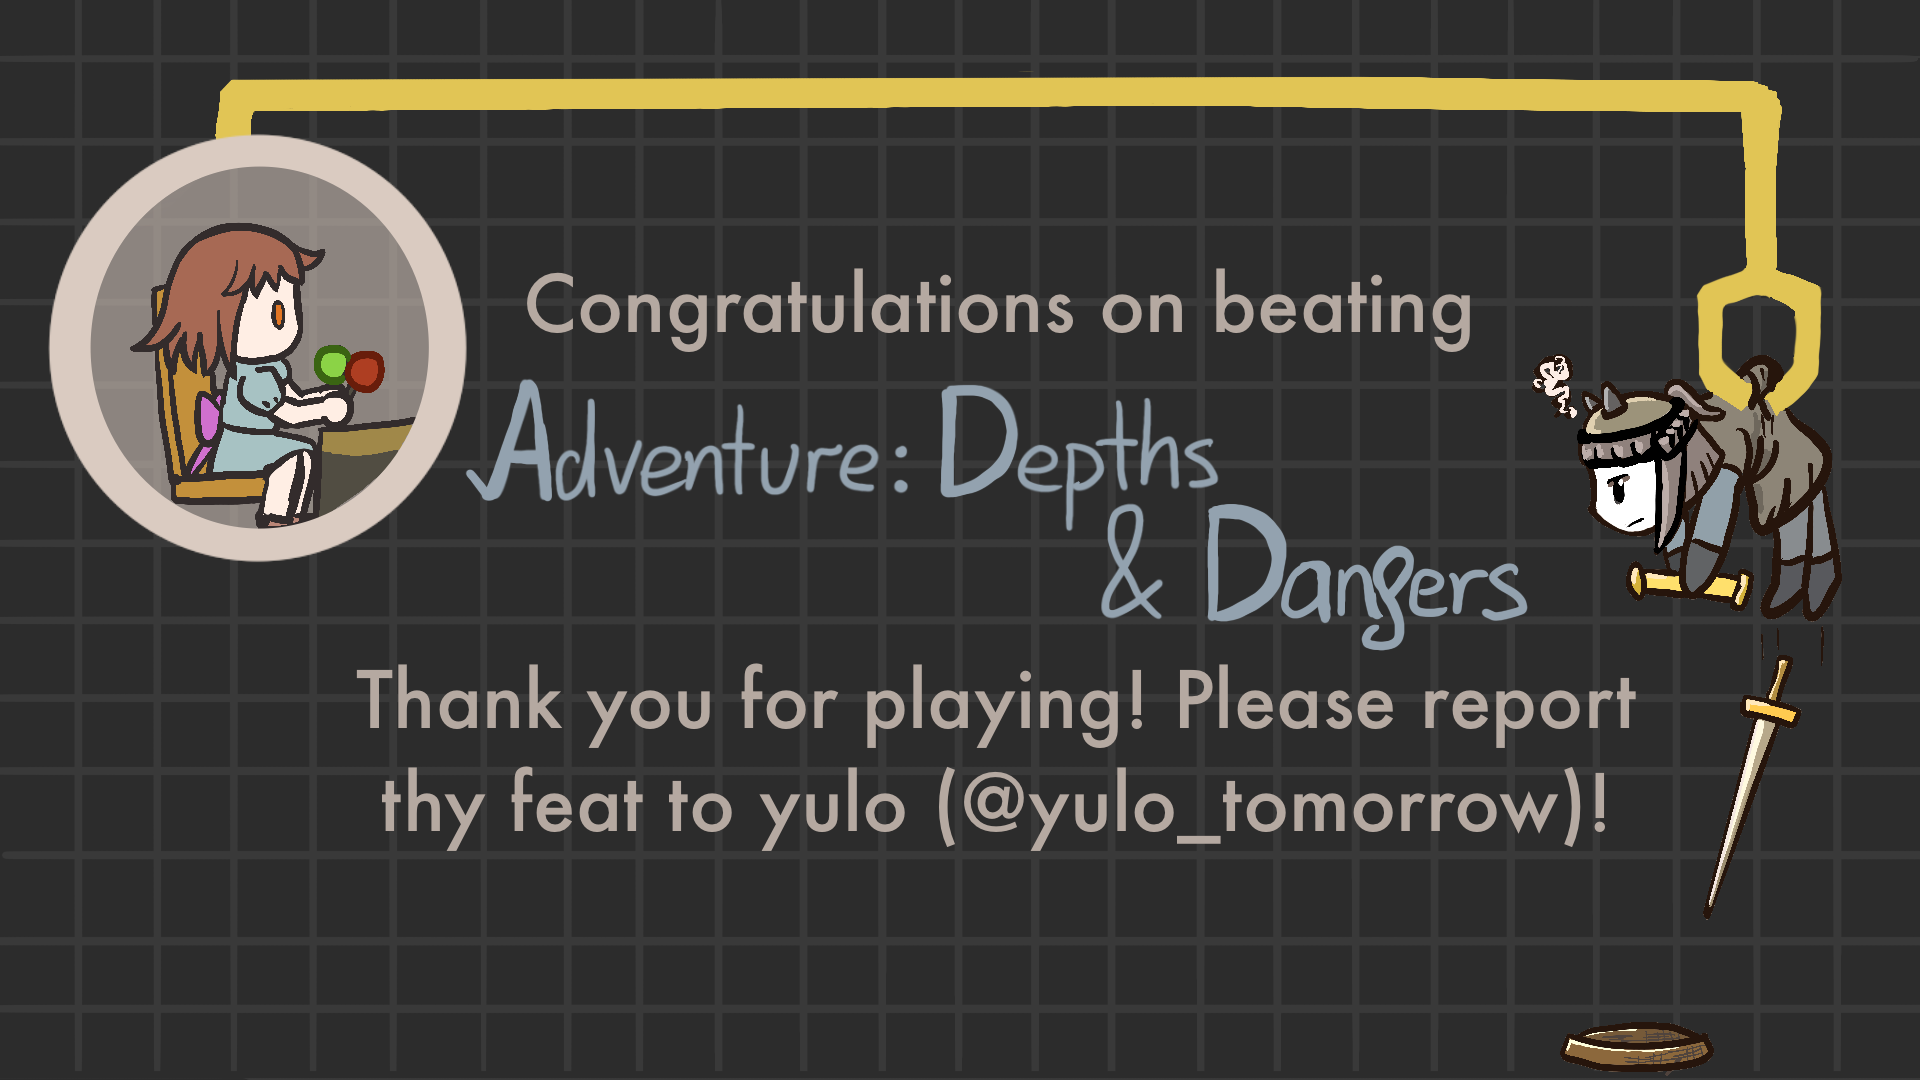 Congratulations on beating
Adventure: Depths
& Dangers
Thank you for playing! Please report
thy feat to yulo (@yulo_tomorrow)!